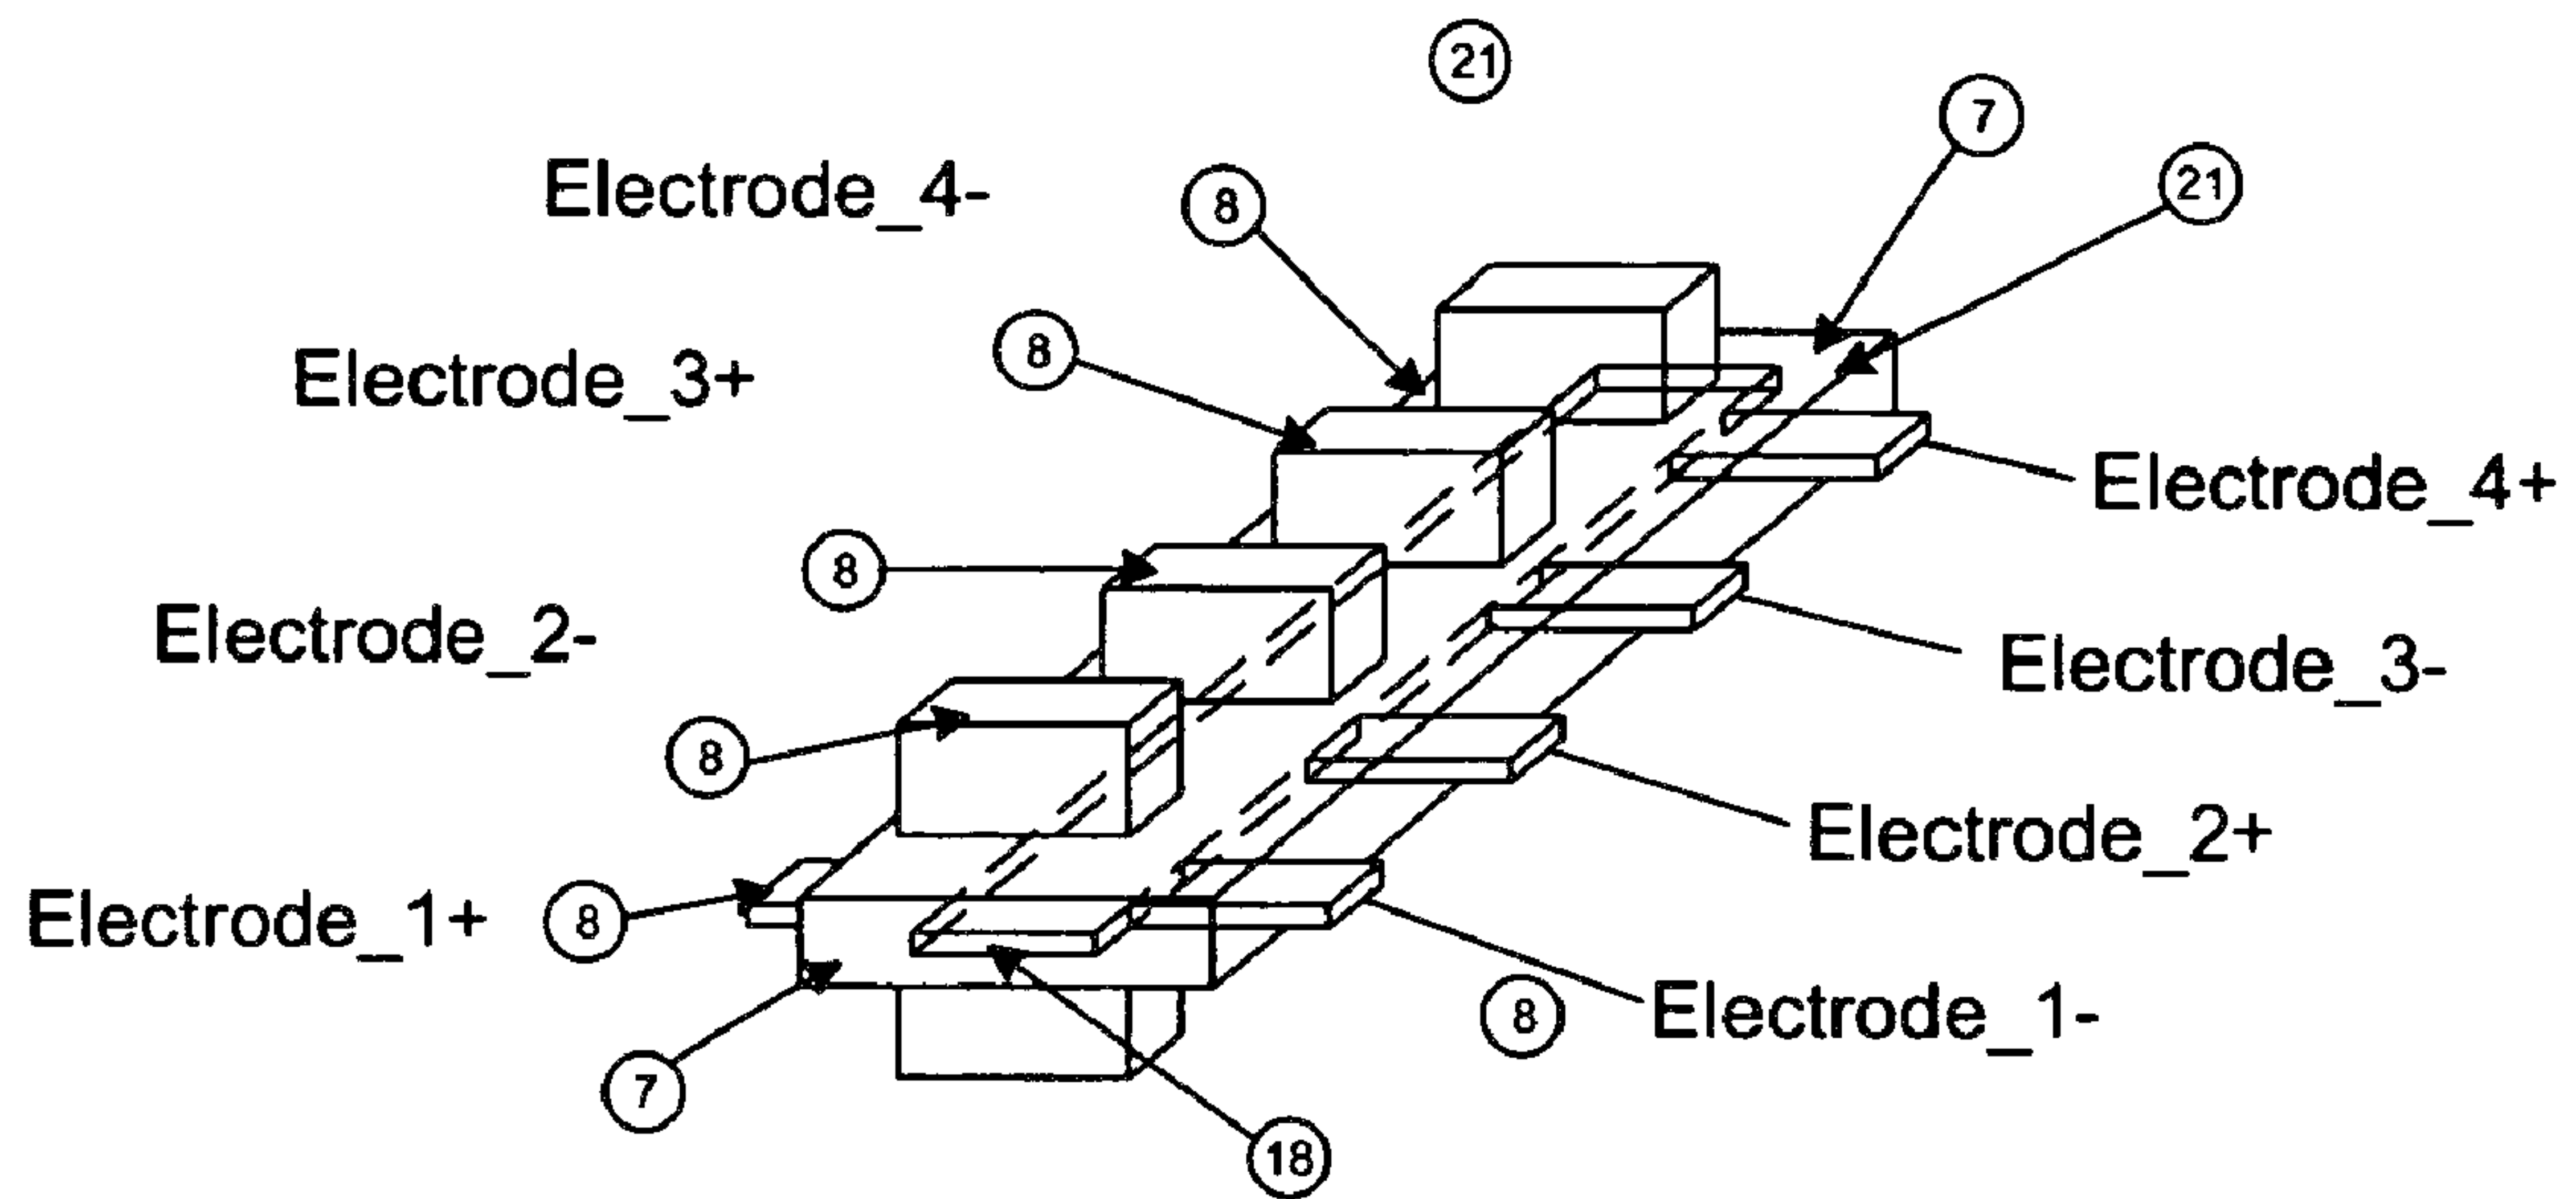 21
7
Electrode_4-
8
21
8
Electrode_3+
Electrode_4+
8
Electrode_2-
Electrode_3-
8
Electrode_2+
Electrode_1+
8
8
Electrode_1-
7
18